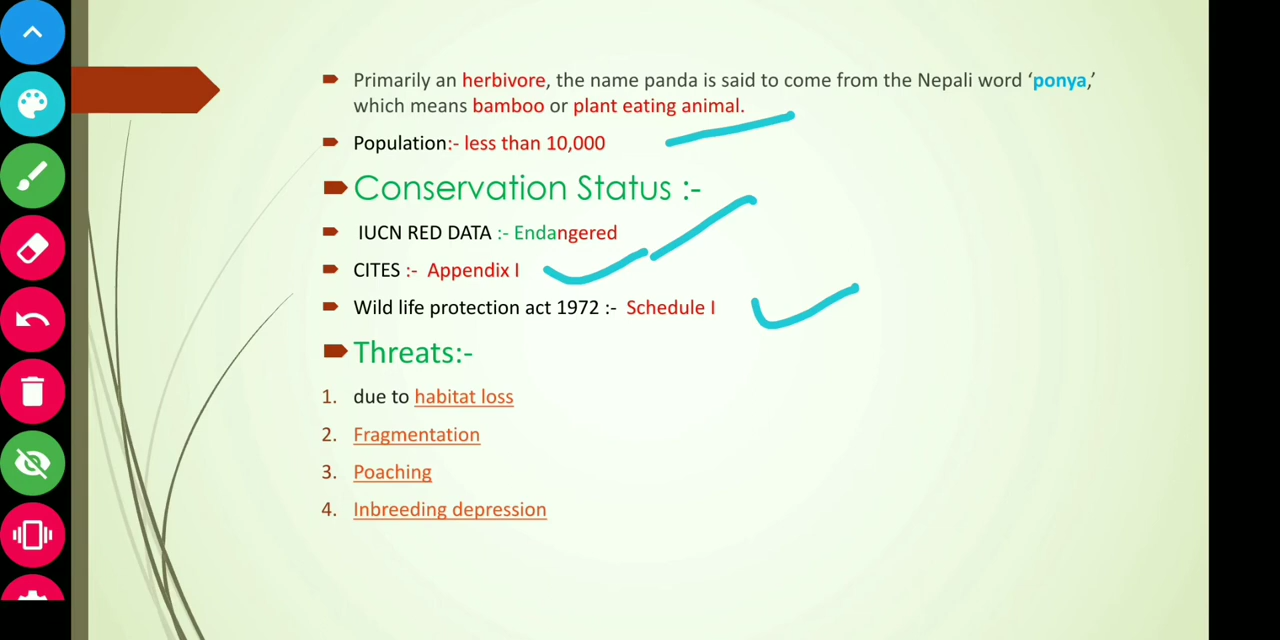 Primarily an herbivore, the name panda is said to come from the Nepali word ‘ponya,’
which means bamboo or plant eating animal.
Population:- less than 10,000
Conservation Status :-
IUCN RED DATA :- Endangered
CITES :- Appendix I
Wild life protection act 1972 :- Schedule I
Threats:-
1. due to habitat loss
2. Fragmentation
3. Poaching
4. Inbreeding depression